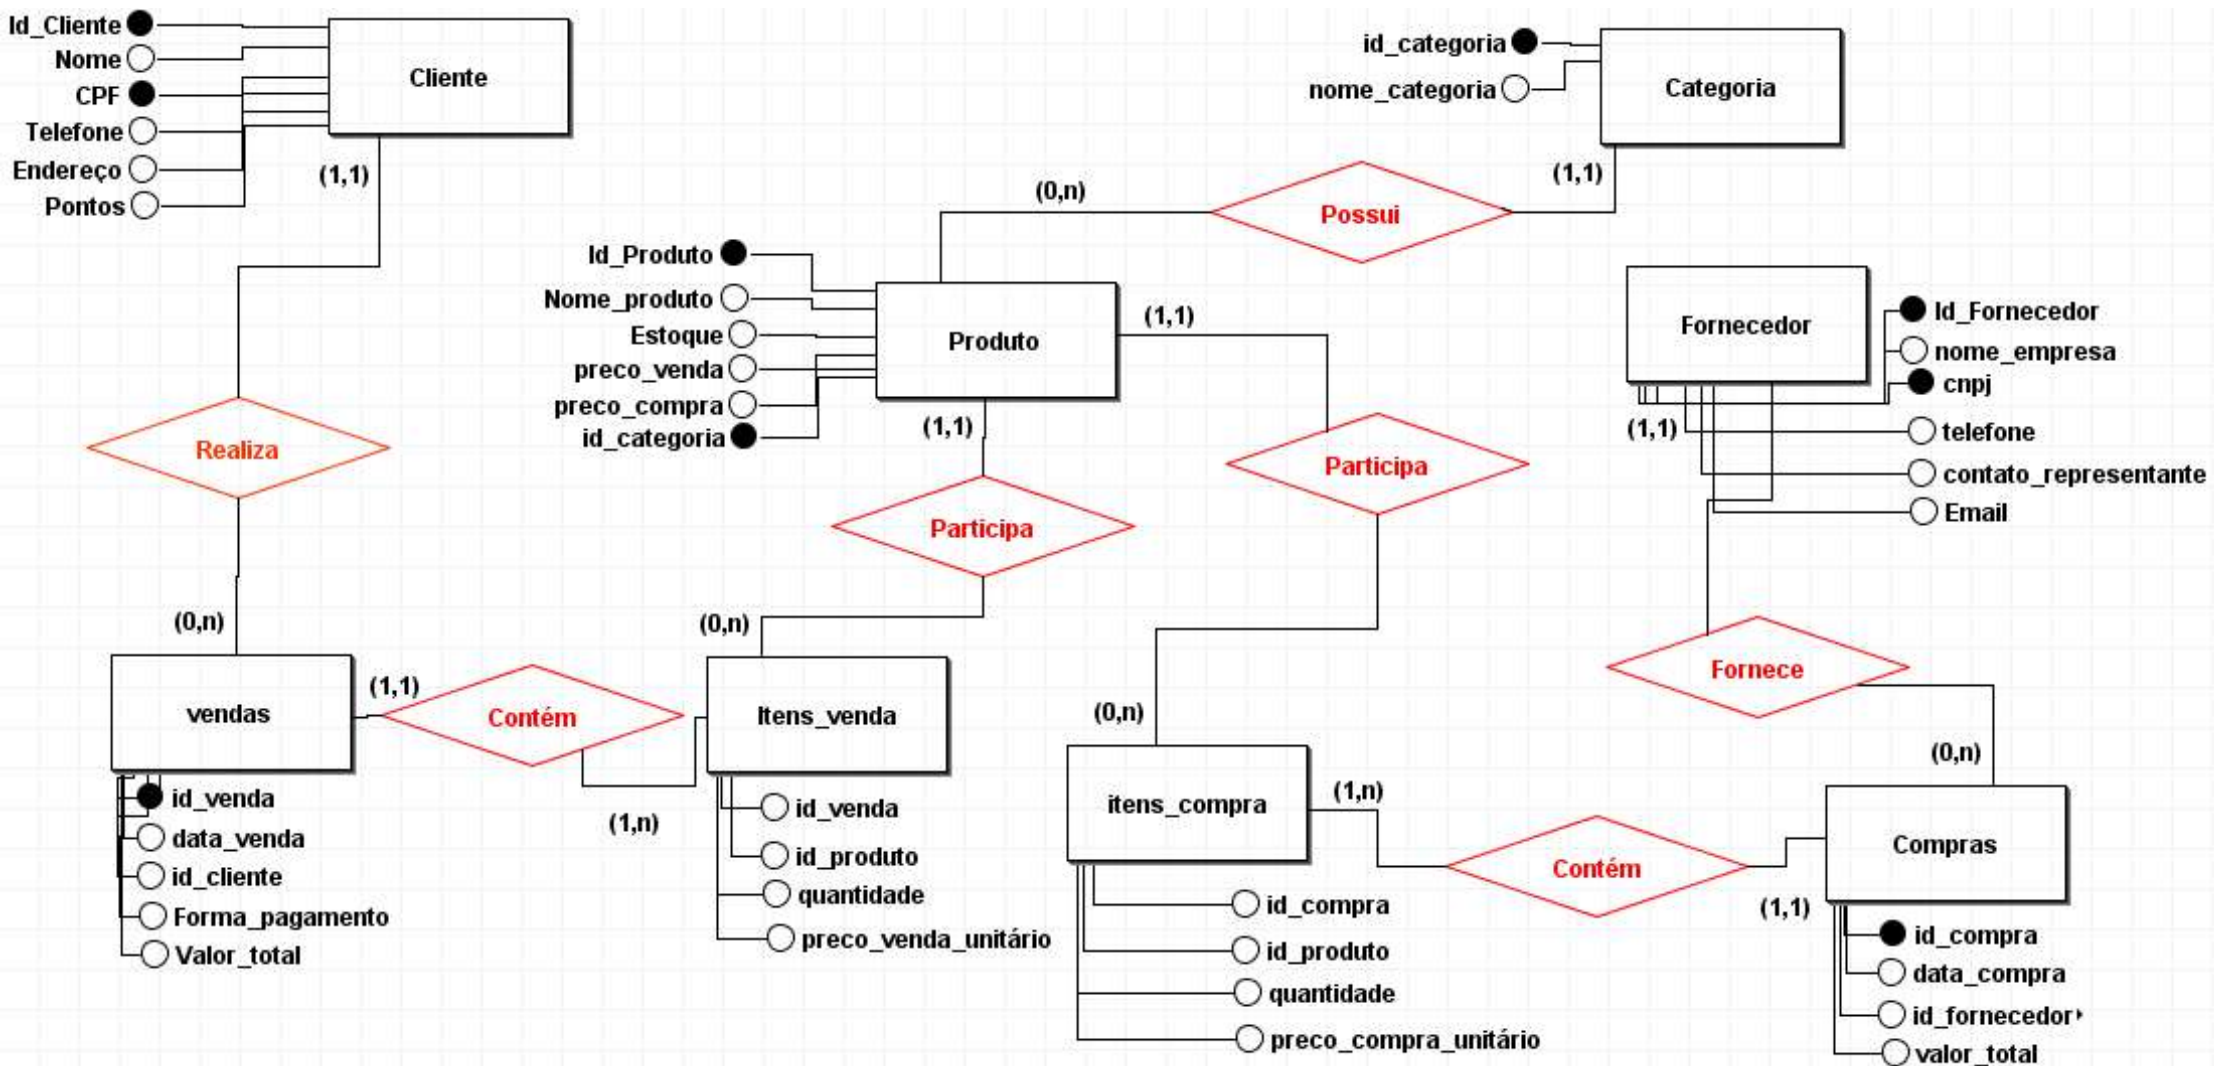 Id_Cliente
Nome
CPF
Telefone
Endereço
Pontos
Cliente
(1,1)
Realiza
(0,n)
id_categoria
nome_categoria
Categoria
(1,1)
Possui
(0,n)
Id_Produto
Nome_produto
Estoque
preco_venda
preco_compra
id_categoria
Produto
(1,1)
(1,1)
Participa
Participa
Fornecedor
Id_Fornecedor
nome_empresa
cnpj
(1,1)
telefone
contato_representante
Email
Fornece
(0,n)
vendas
(1,1)
Contém
(1,n)
(0,n)
Itens_venda
id_venda
data_venda
id_cliente
Forma_pagamento
Valor_total
id_venda
id_produto
quantidade
preco_venda_unitário
(0,n)
itens_compra
(1,n)
Contém
(1,1)
Compras
id_compra
id_produto
quantidade
preco_compra_unitário
id_compra
data_compra
id_fornecedor
valor_total